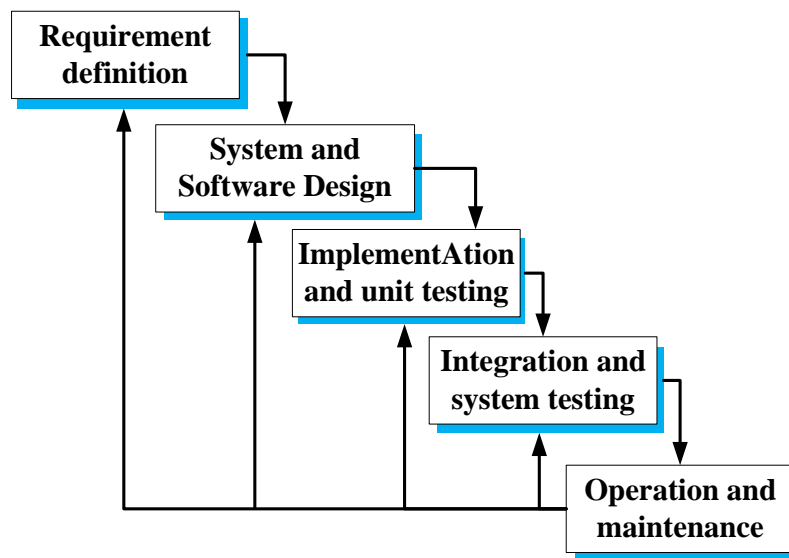 Requirement
definition
System and
Software Design
ImplementAtion
and unit testing
Integration and
system testing
Operation and
maintenance